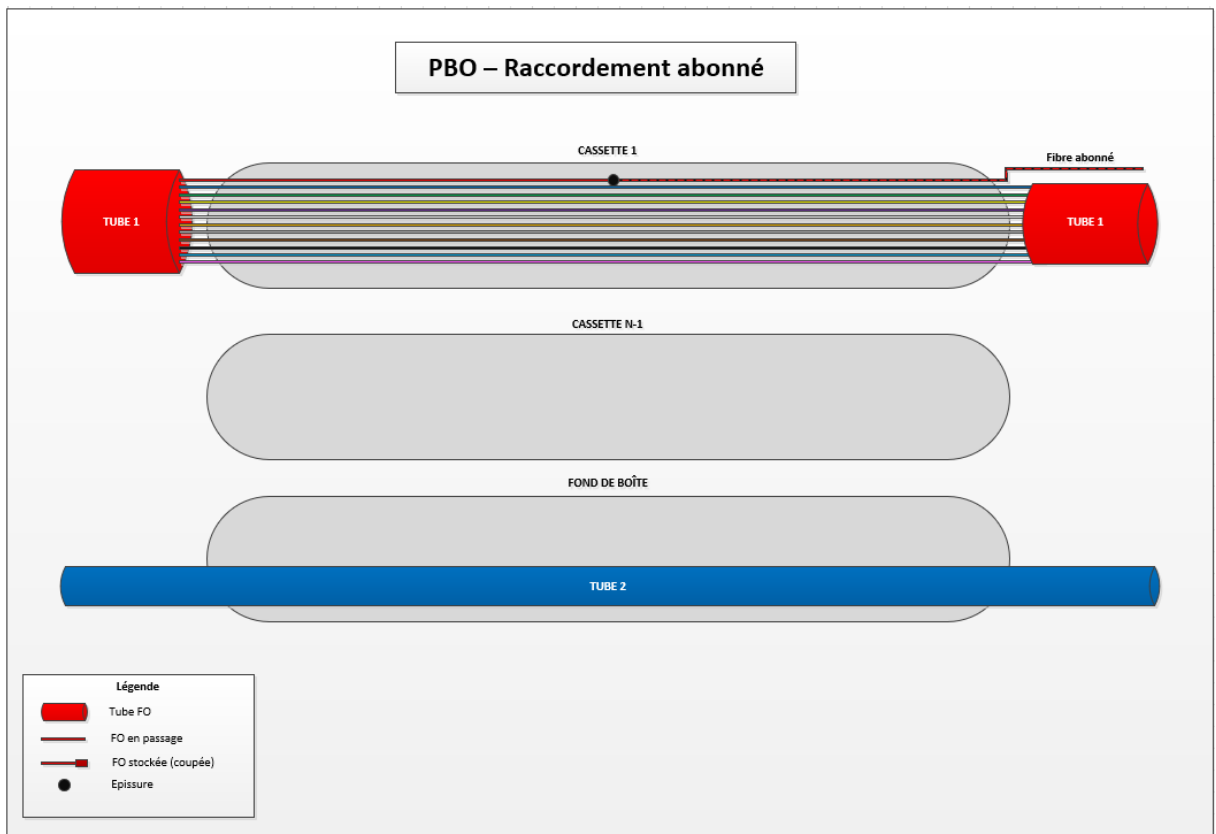 PBO – Raccordement abonné
CASSETTE 1
Fibre abonné
TUBE 1
TUBE 1
CASSETTE N-1
FOND DE BOÎTE
TUBE 2
Légende
Tube FO
FO en passage
FO stockée (coupée)
Epissure